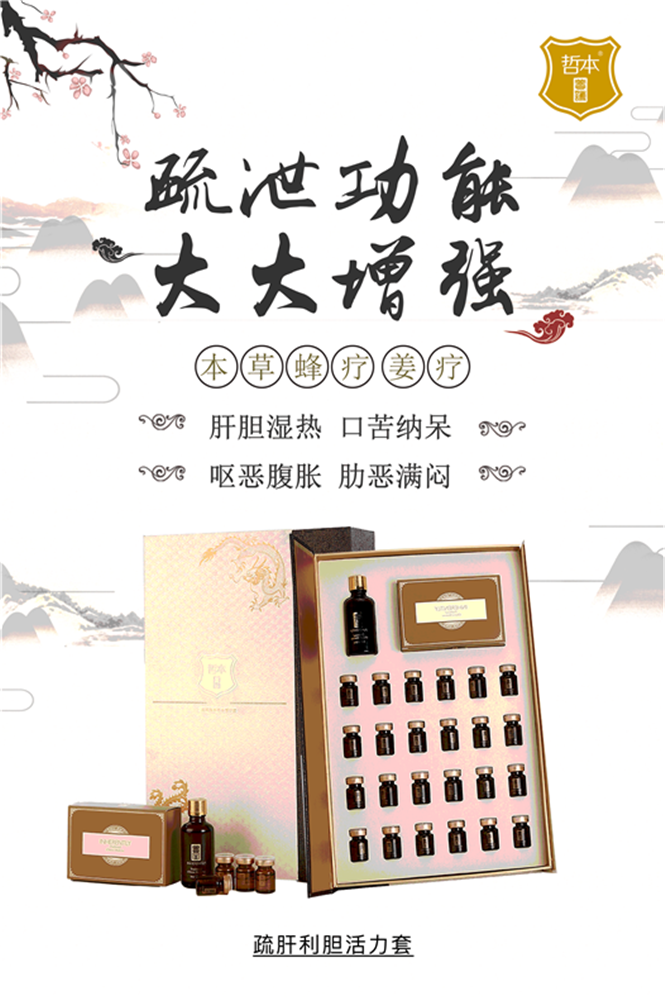 哲本®
疏泄功能
大大增强
本草蜂疗姜疗
肝胆湿热 口苦纳呆
呕恶腹胀 肋恶满闷
哲本
疏肝利胆活力套